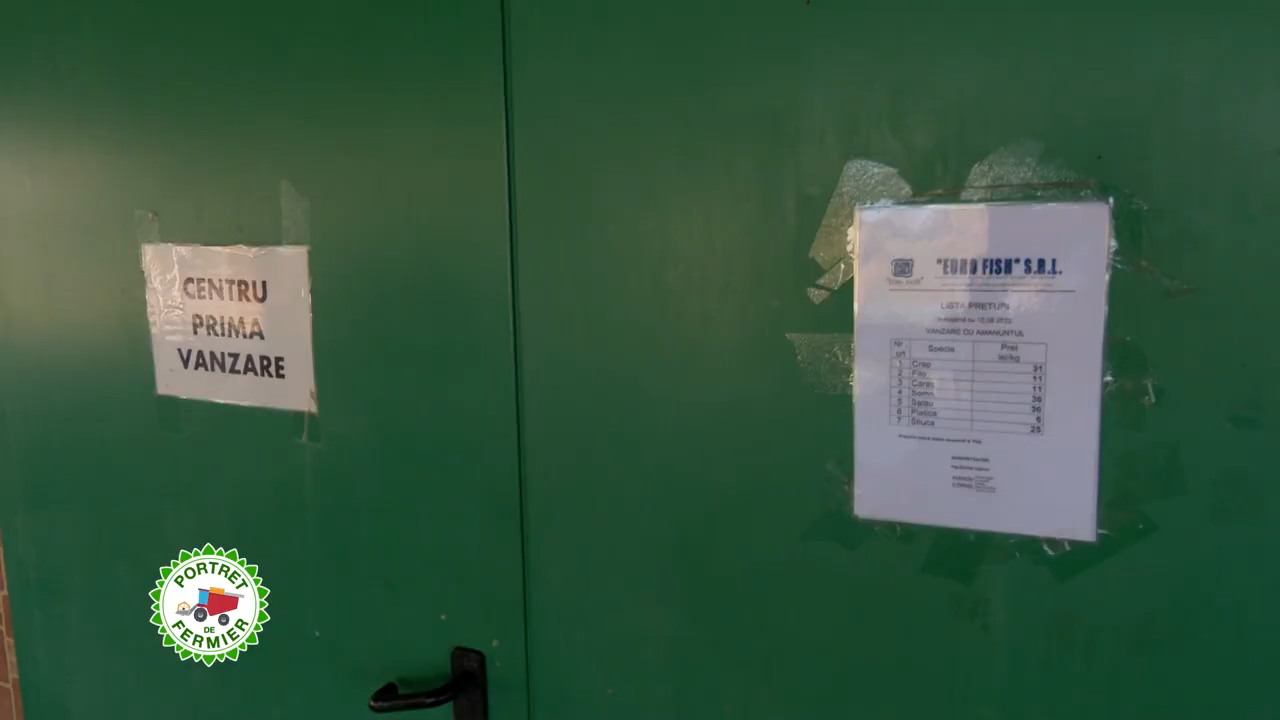 CENTRU
PRIMA
VANZARE
"EURO FISH" S.R.L.
LISTA PRETURI
VANZARE CU AMANUNTUL
Nr. crt Specia Pret lei/kg
1 Crap 31
2 Fito 11
3 Caras 11
4 Somn 36
5 Salau 36
6 Platica 6
7 Stiuca 25
PORTRET
DE
FERMIER